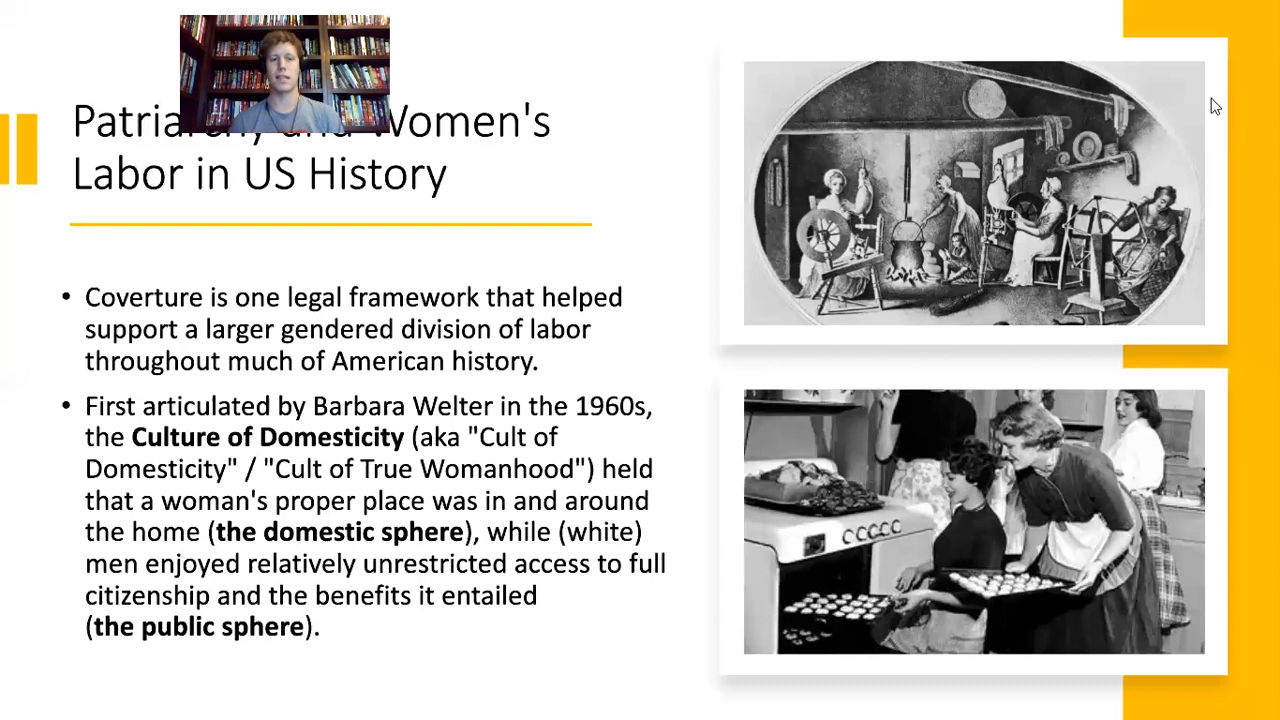 Patriarchy and Women's
Labor in US History
• Coverture is one legal framework that helped
support a larger gendered division of labor
throughout much of American history.
• First articulated by Barbara Welter in the 1960s,
the Culture of Domesticity (aka "Cult of
Domesticity" / "Cult of True Womanhood") held
that a woman's proper place was in and around
the home (the domestic sphere), while (white)
men enjoyed relatively unrestricted access to full
citizenship and the benefits it entailed
(the public sphere).